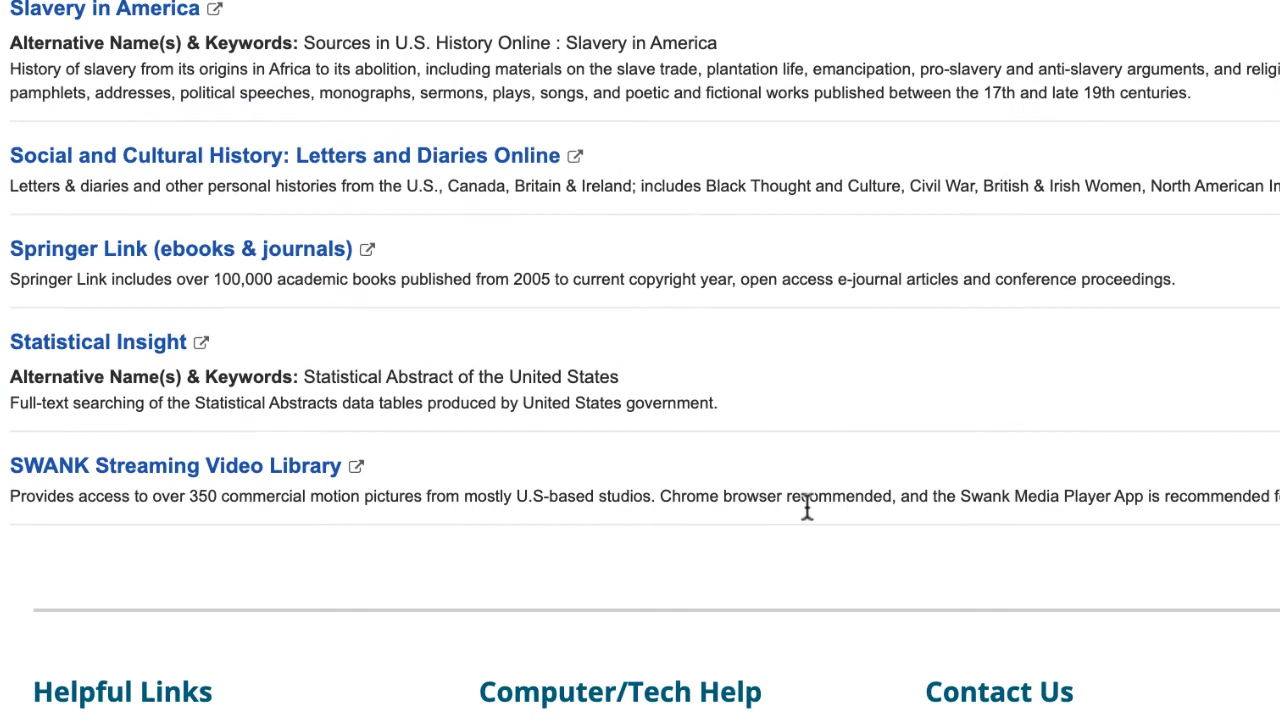 Slavery in America
Alternative Name(s) & Keywords: Sources in U.S. History Online : Slavery in America
History of slavery from its origins in Africa to its abolition, including materials on the slave trade, plantation life, emancipation, pro-slavery and anti-slavery arguments, and
pamphlets, addresses, political speeches, monographs, sermons, plays, songs, and poetic and fictional works published between the 17th and late 19th centuries.
Social and Cultural History: Letters and Diaries Online
Letters & diaries and other personal histories from the U.S., Canada, Britain & Ireland; includes Black Thought and Culture, Civil War, British & Irish Women, North American
Springer Link (ebooks & journals)
Springer Link includes over 100,000 academic books published from 2005 to current copyright year, open access e-journal articles and conference proceedings.
Statistical Insight
Alternative Name(s) & Keywords: Statistical Abstract of the United States
Full-text searching of the Statistical Abstracts data tables produced by United States government.
SWANK Streaming Video Library
Provides access to over 350 commercial motion pictures from mostly U.S-based studios. Chrome browser recommended, and the Swank Media Player App is recommended
Helpful Links
Computer/Tech Help
Contact Us